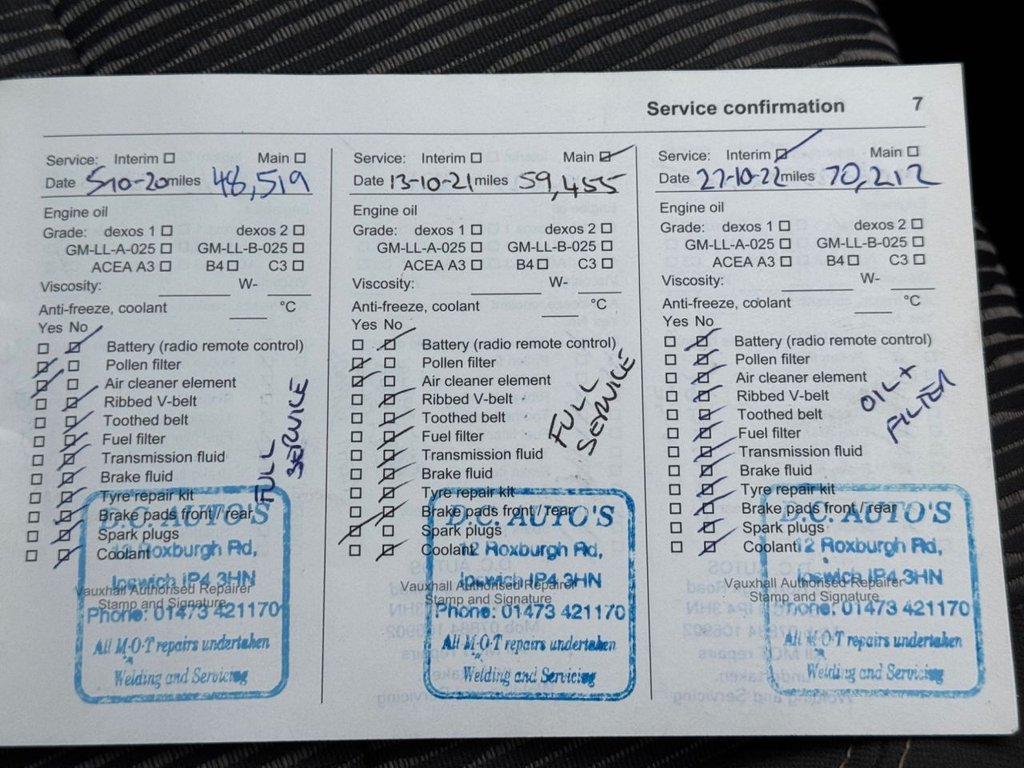 Service confirmation 7
Service: Interim Main
Date 5-10-20 miles 48,519
Engine oil
Grade: dexos 1 dexos 2
GM-LL-A-025 GM-LL-B-025
ACEA A3 B4 C3
Viscosity: W-
Anti-freeze, coolant °C
Yes No
Battery (radio remote control)
Pollen filter
Air cleaner element
Ribbed V-belt
Toothed belt
Fuel filter
Transmission fluid
Brake fluid
Tyre repair kit
Brake pads front / rear
Spark plugs
Coolant
FULL
SERVICE
Vauxhall Authorised Repairer
Stamp and Signature
D.C. AUTO'S
12 Roxburgh Rd,
Ipswich IP4 3HN
Phone: 01473 421170
All M·O·T repairs undertaken
Welding and Servicing
Service: Interim Main
Date 13-10-21 miles 59,455
Engine oil
Grade: dexos 1 dexos 2
GM-LL-A-025 GM-LL-B-025
ACEA A3 B4 C3
Viscosity: W-
Anti-freeze, coolant °C
Yes No
Battery (radio remote control)
Pollen filter
Air cleaner element
Ribbed V-belt
Toothed belt
Fuel filter
Transmission fluid
Brake fluid
Tyre repair kit
Brake pads front / rear
Spark plugs
Coolant
FULL
SERVICE
Vauxhall Authorised Repairer
Stamp and Signature
D.C. AUTO'S
12 Roxburgh Rd,
Ipswich IP4 3HN
Phone: 01473 421170
All M·O·T repairs undertaken
Welding and Servicing
Service: Interim Main
Date 27-10-22 miles 70,212
Engine oil
Grade: dexos 1 dexos 2
GM-LL-A-025 GM-LL-B-025
ACEA A3 B4 C3
Viscosity: W-
Anti-freeze, coolant °C
Yes No
Battery (radio remote control)
Pollen filter
Air cleaner element
Ribbed V-belt
Toothed belt
Fuel filter
Transmission fluid
Brake fluid
Tyre repair kit
Brake pads front / rear
Spark plugs
Coolant
OIL +
FILTER
Vauxhall Authorised Repairer
Stamp and Signature
D.C. AUTO'S
12 Roxburgh Rd,
Ipswich IP4 3HN
Phone: 01473 421170
All M·O·T repairs undertaken
Welding and Servicing